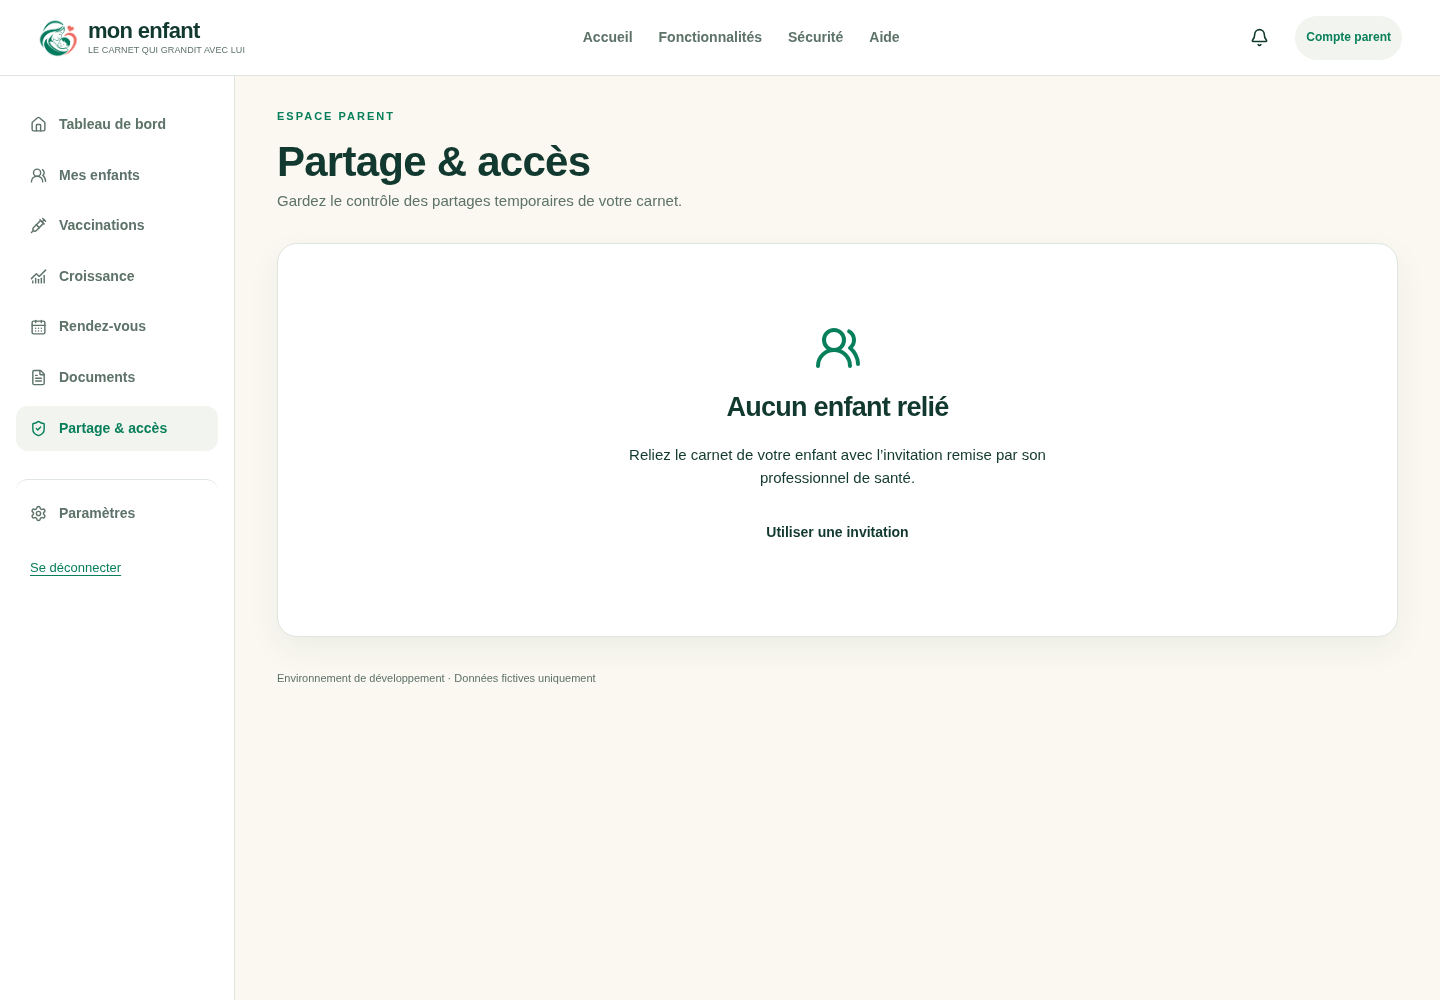 mon enfant
LE CARNET QUI GRANDIT AVEC LUI
Accueil
Fonctionnalités
Sécurité
Aide
Compte parent
Tableau de bord
Mes enfants
Vaccinations
Croissance
Rendez-vous
Documents
Partage & accès
Paramètres
Se déconnecter
ESPACE PARENT
Partage & accès
Gardez le contrôle des partages temporaires de votre carnet.
Aucun enfant relié
Reliez le carnet de votre enfant avec l’invitation remise par son
professionnel de santé.
Utiliser une invitation
Environnement de développement · Données fictives uniquement